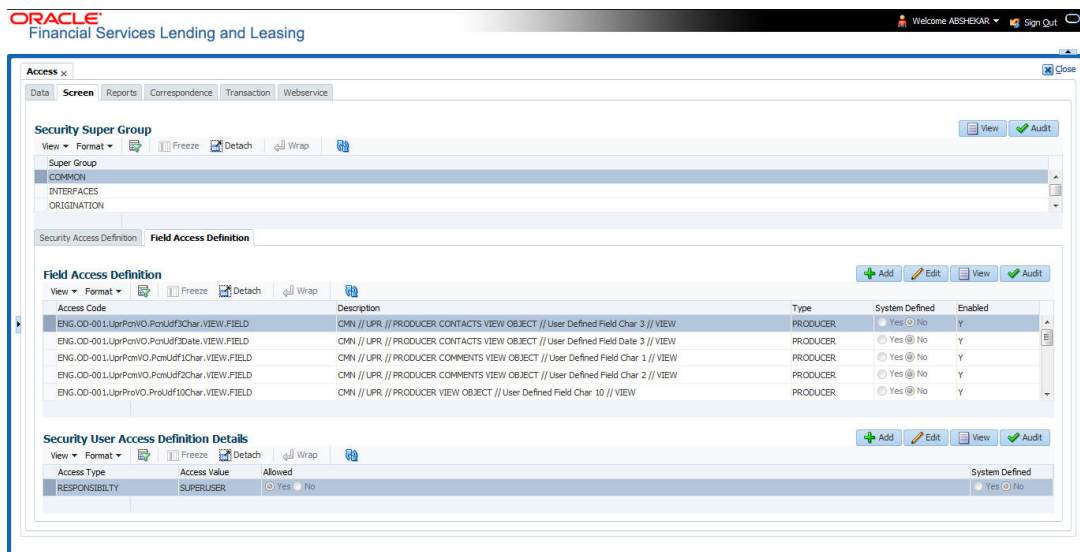 ORACLE
Financial Services Lending and Leasing
Welcome ABSHEKAR Sign Out
Close
Access x
Data Screen Reports Correspondence Transaction Webservice
Security Super Group
View Audit
View Format Freeze Detach Wrap
Super Group
COMMON
INTERFACES
ORIGINATION
Security Access Definition Field Access Definition
Field Access Definition
Add Edit View Audit
View Format Freeze Detach Wrap
Access Code Description Type System Defined Enabled
ENG.OD-001.UprPcnVO.PcnUdf3Char.VIEW.FIELD CMN // UPR // PRODUCER CONTACTS VIEW OBJECT // User Defined Field Char 3 // VIEW PRODUCER Yes No Y
ENG.OD-001.UprPcnVO.PcnUdf3Date.VIEW.FIELD CMN // UPR // PRODUCER CONTACTS VIEW OBJECT // User Defined Field Date 3 // VIEW PRODUCER Yes No Y
ENG.OD-001.UprPcmVO.PcmUdf1Char.VIEW.FIELD CMN // UPR // PRODUCER COMMENTS VIEW OBJECT // User Defined Field Char 1 // VIEW PRODUCER Yes No Y
ENG.OD-001.UprPcmVO.PcmUdf2Char.VIEW.FIELD CMN // UPR // PRODUCER COMMENTS VIEW OBJECT // User Defined Field Char 2 // VIEW PRODUCER Yes No Y
ENG.OD-001.UprProVO.ProUdf10Char.VIEW.FIELD CMN // UPR // PRODUCER VIEW OBJECT // User Defined Field Char 10 // VIEW PRODUCER Yes No Y
Security User Access Definition Details
Add Edit View Audit
View Format Freeze Detach Wrap
Access Type Access Value Allowed System Defined
RESPONSIBILTY SUPERUSER Yes No Yes No